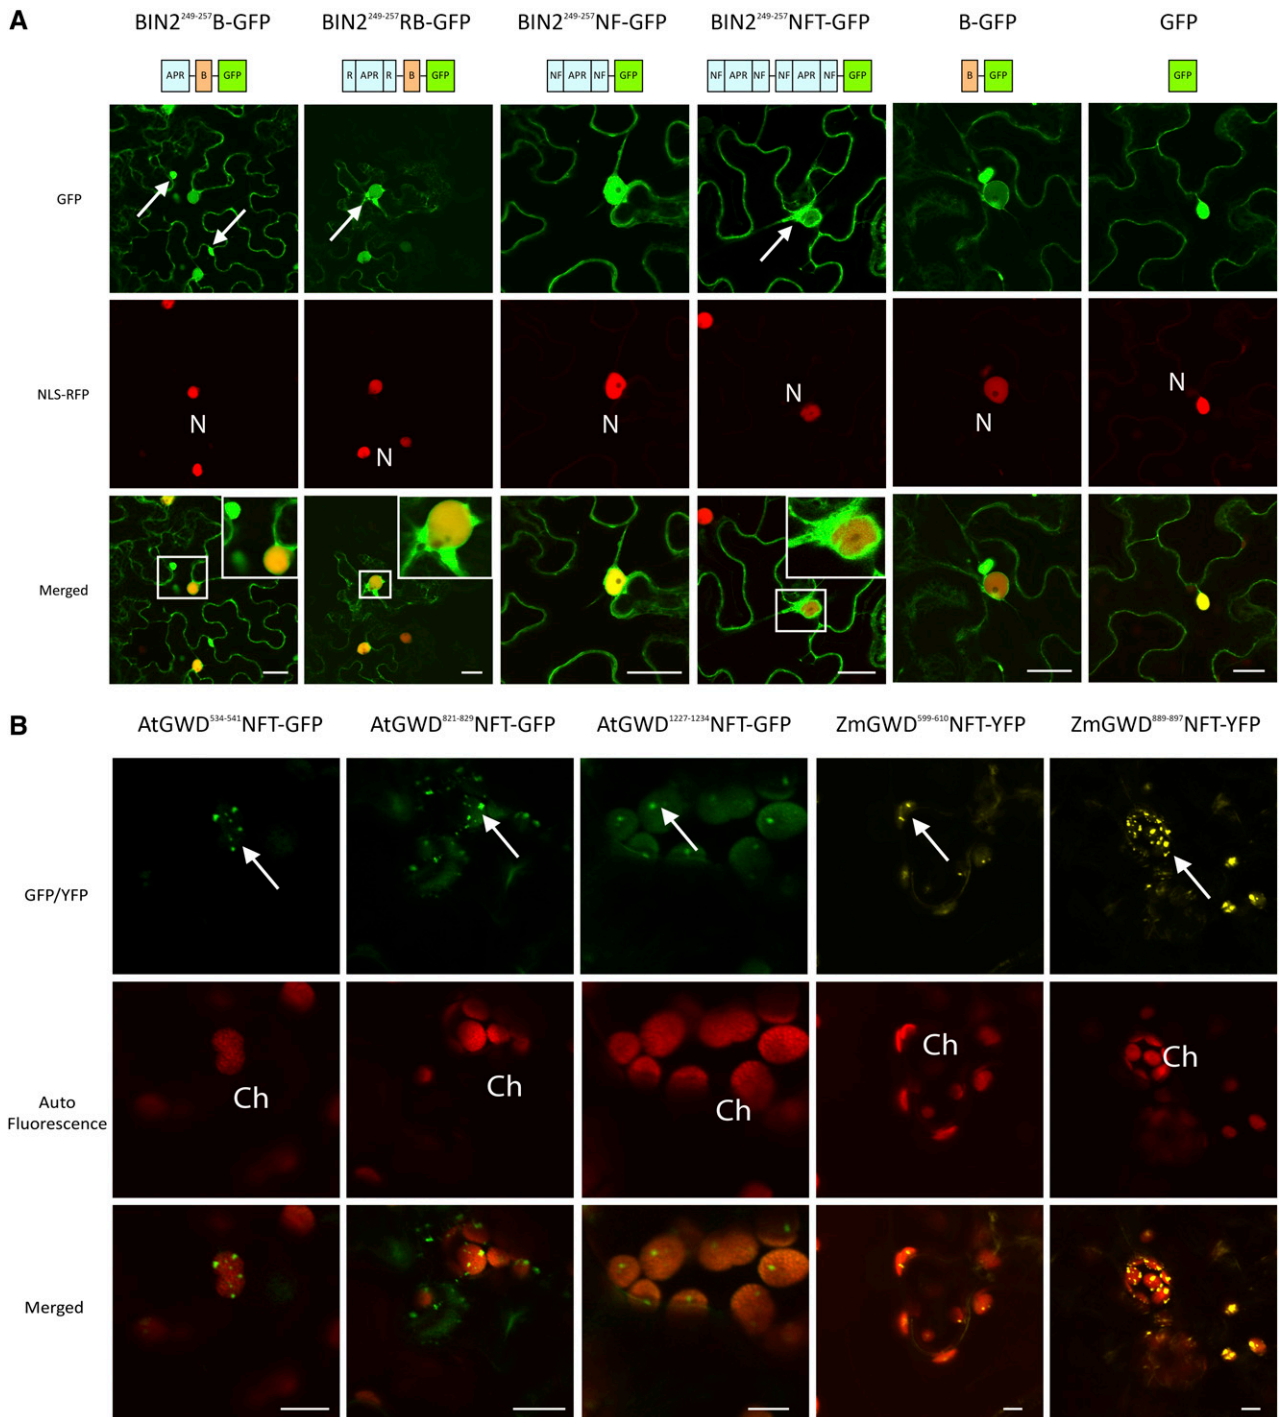 A
BIN2²⁴⁹⁻²⁵⁷B-GFP BIN2²⁴⁹⁻²⁵⁷RB-GFP BIN2²⁴⁹⁻²⁵⁷NF-GFP BIN2²⁴⁹⁻²⁵⁷NFT-GFP B-GFP GFP
APR B GFP R APR R B GFP NF APR NF GFP NF APR NF NF APR NF GFP B GFP GFP
GFP
NLS-RFP
N N N N N N
Merged
B
AtGWD⁵³⁴⁻⁵⁴¹NFT-GFP AtGWD⁸²¹⁻⁸²⁹NFT-GFP AtGWD¹²²⁷⁻¹²³⁴NFT-GFP ZmGWD⁵⁹⁹⁻⁶¹⁰NFT-YFP ZmGWD⁸⁸⁹⁻⁸⁹⁷NFT-YFP
GFP/YFP
Auto
Fluorescence
Ch Ch Ch Ch Ch
Merged